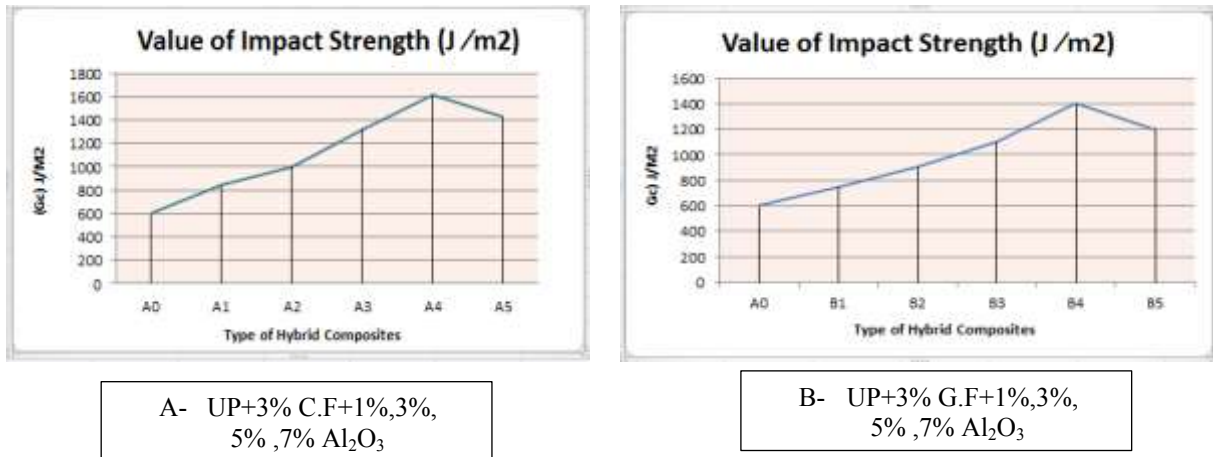 Value of Impact Strength (J ∕m2)
(Gc) J/M2
1800
1600
1400
1200
1000
800
600
400
200
0
A0 A1 A2 A3 A4 A5
Type of Hybrid Composites
A- UP+3% C.F+1%,3%,
5% ,7% Al₂O₃
Value of Impact Strength (J ∕m2)
Gc) J/M2
1600
1400
1200
1000
800
600
400
200
0
A0 B1 B2 B3 B4 B5
Type of Hybrid Composites
B- UP+3% G.F+1%,3%,
5% ,7% Al₂O₃